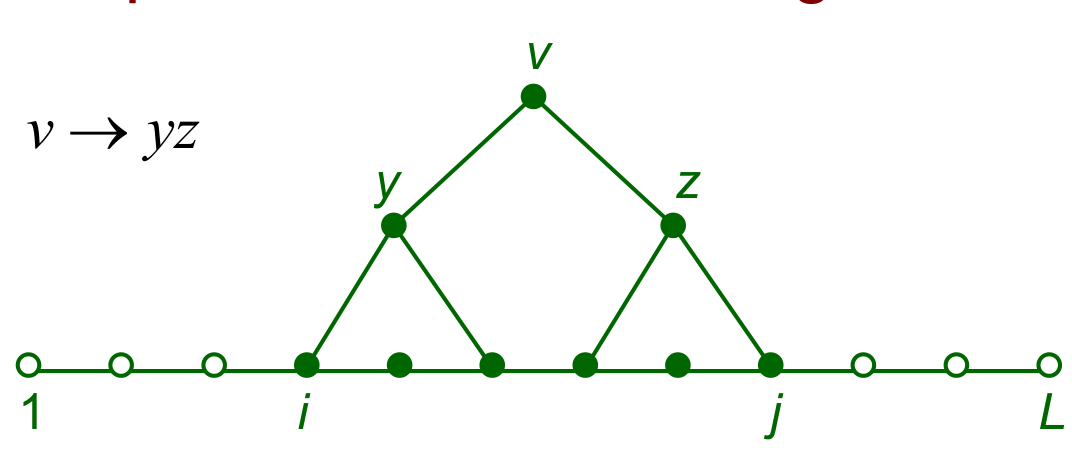 v
v → yz
y z
1 i j L